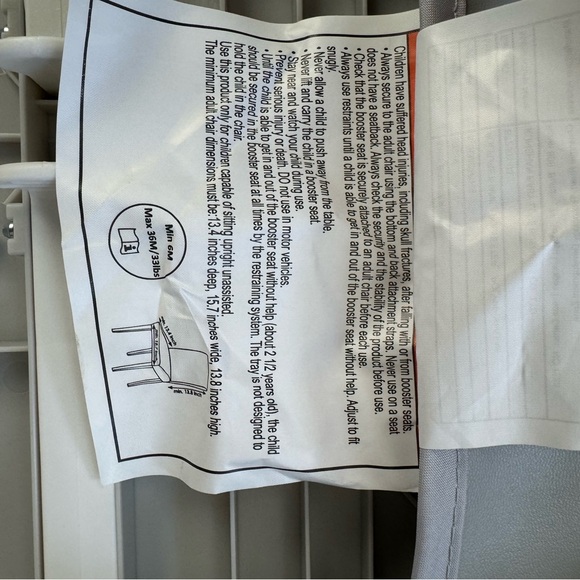 Children have suffered head injuries, including skull fractures, after falling with or from booster seats.
• Always secure to the adult chair using the bottom and back attachment straps. Never use on a seat
does not have a seatback. Always check the security and the stability of the product before use.
• Check that the booster seat is securely attached to an adult chair before each use.
• Always use restraints until a child is able to get in and out of the booster seat without help. Adjust to fit
snugly.
• Never allow a child to push away from the table.
• Never lift and carry the child in a booster seat.
• Stay near and watch your child during use.
• Prevent serious injury or death. DO not use in motor vehicles.
• Until the child is able to get in and out of the booster seat without help (about 2 1/2 years old), the child
should be secured in the booster seat at all times by the restraining system. The tray is not designed to
hold the child in the chair.
Use this product only for children capable of sitting upright unassisted.
The minimum adult chair dimensions must be:13.4 inches deep, 15.7 inches wide, 13.8 inches high.
Min 6M
Max 36M/33lbs
min. 13.8 inch